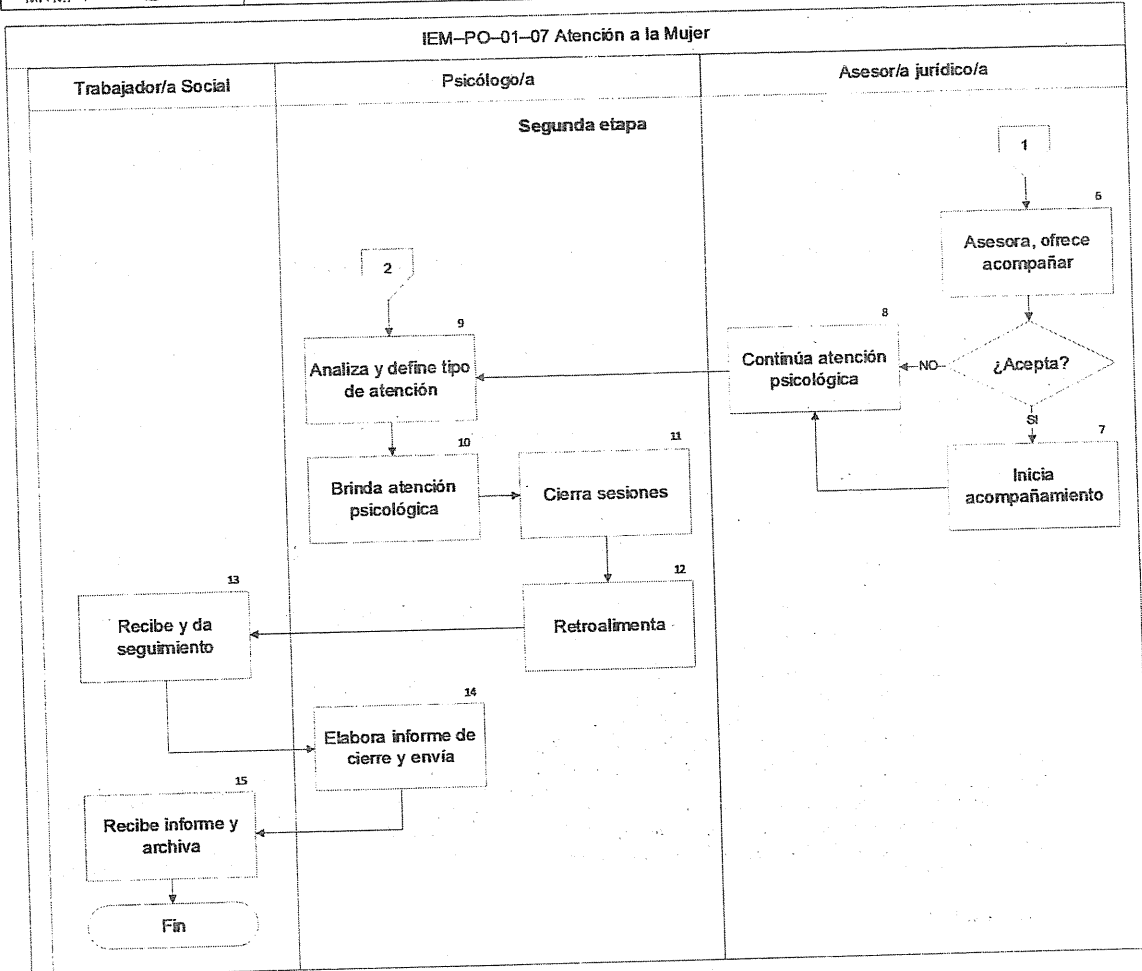 IEM–PO–01–07 Atención a la Mujer
Trabajador/a Social
Psicólogo/a
Asesor/a jurídico/a
Segunda etapa
1
6
Asesora, ofrece
acompañar
2
9
Analiza y define tipo
de atención
8
Continúa atención
psicológica
NO
¿Acepta?
SI
7
Inicia
acompañamiento
10
Brinda atención
psicológica
11
Cierra sesiones
12
Retroalimenta
13
Recibe y da
seguimiento
14
Elabora informe de
cierre y envía
15
Recibe informe y
archiva
Fin